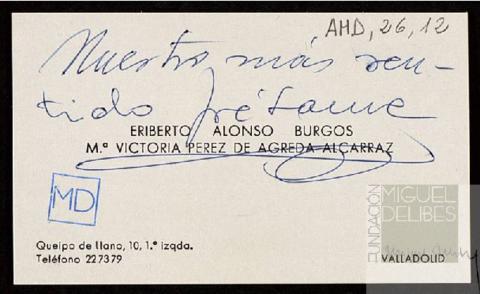 AHD, 26, 12
Nuestro más sen-
tido pésame
ERIBERTO ALONSO BURGOS
M.ª VICTORIA PEREZ DE AGREDA ALCARRAZ
MD
Queipo de Llano, 10, 1.º izqda.
Teléfono 227379
VALLADOLID
FUNDACIÓN
MIGUEL
DELIBES